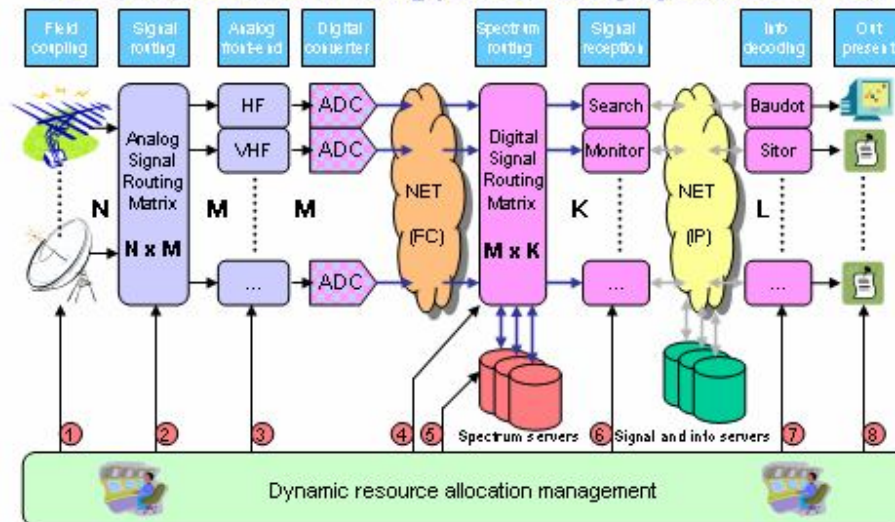 Field
coupling
Signal
routing
Analog
front-end
Digital
converter
Spectrum
routing
Signal
reception
Info
decoding
Out
present
HF
ADC
Search
Baudot
VHF
ADC
Monitor
Sitor
Analog
Signal
Routing
Matrix
N x M
NET
(FC)
Digital
Signal
Routing
Matrix
M x K
NET
(IP)
N
M
M
K
L
...
ADC
...
...
Spectrum servers
Signal and info servers
1
2
3
4
5
6
7
8
Dynamic resource allocation management